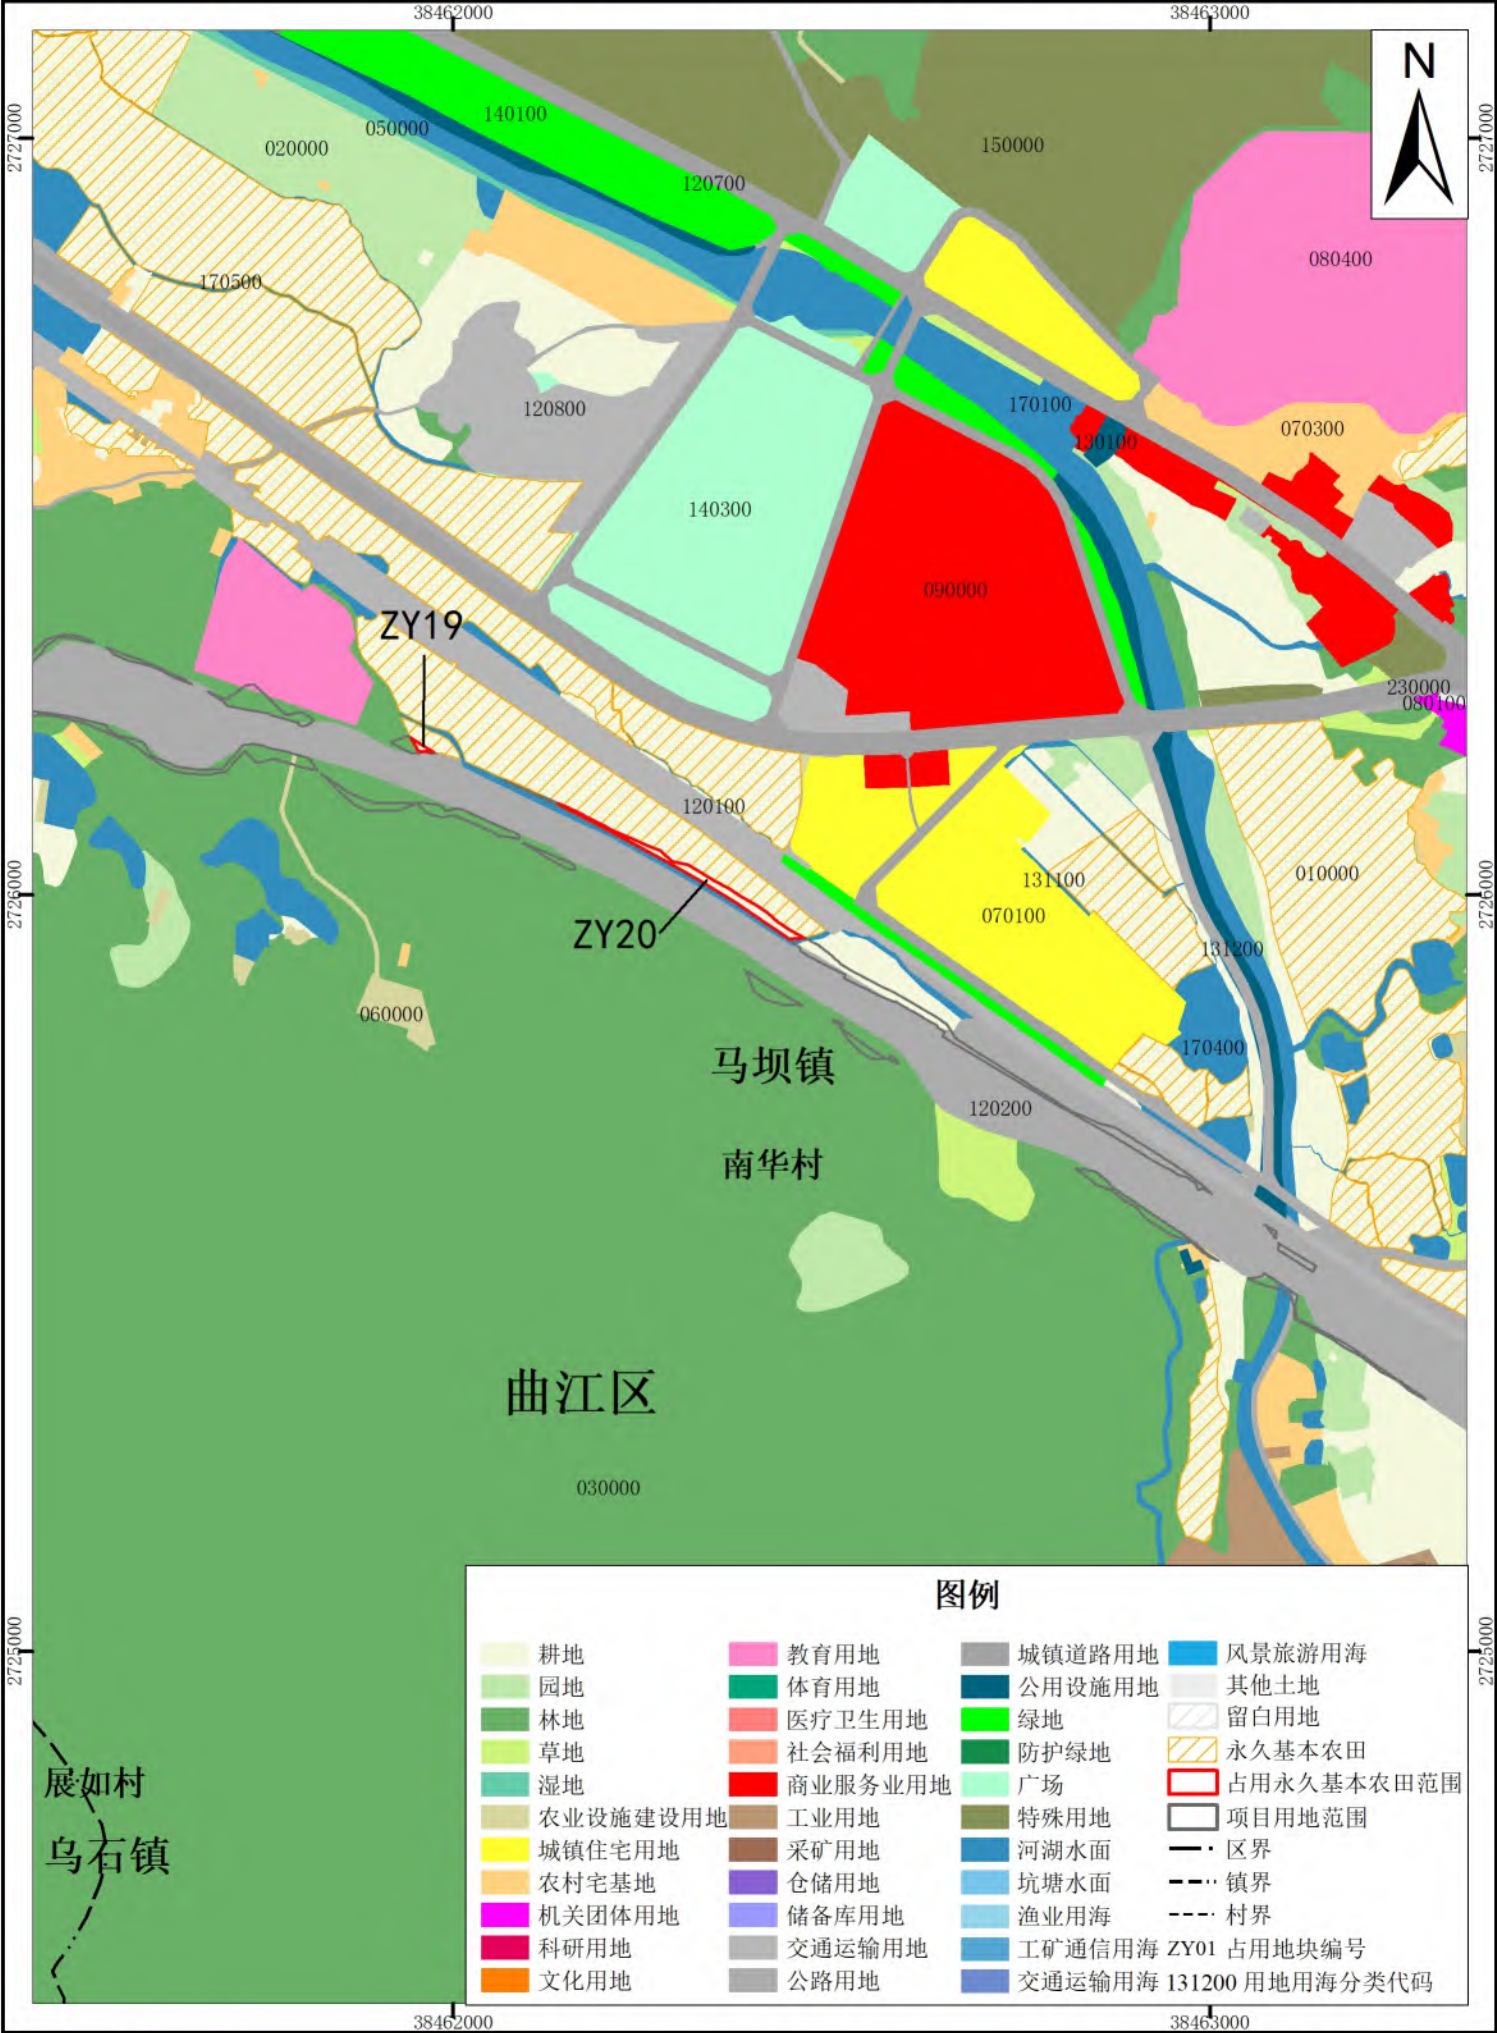 38462000
38463000
N
2727000
2727000
140100
050000
020000
150000
120700
080400
170500
120800
170100
070300
130100
140300
090000
ZY19
230000
080100
120100
131100
010000
070100
2726000
2726000
ZY20
131200
060000
170400
马坝镇
120200
南华村
曲江区
030000
图例
耕地
教育用地
城镇道路用地
风景旅游用海
园地
体育用地
公用设施用地
其他土地
林地
医疗卫生用地
绿地
留白用地
草地
社会福利用地
防护绿地
永久基本农田
湿地
商业服务业用地
广场
占用永久基本农田范围
农业设施建设用地
工业用地
特殊用地
项目用地范围
城镇住宅用地
采矿用地
河湖水面
区界
农村宅基地
仓储用地
坑塘水面
镇界
机关团体用地
储备库用地
渔业用海
村界
科研用地
交通运输用地
工矿通信用海
ZY01 占用地块编号
文化用地
公路用地
交通运输用海
131200 用地用海分类代码
2725000
2725000
展如村
乌石镇
38462000
38463000